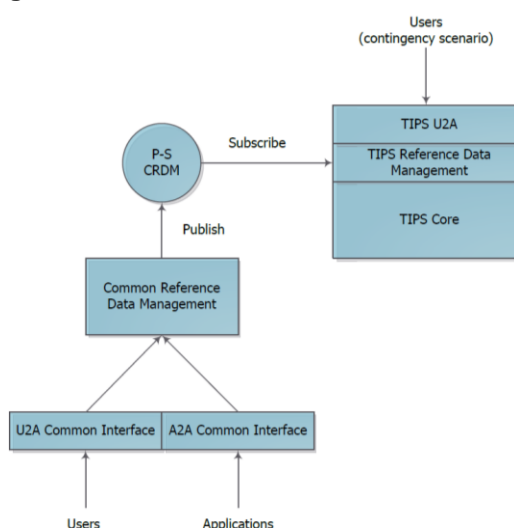 Users
(contingency scenario)
TIPS U2A
P-S
CRDM
Subscribe
TIPS Reference Data
Management
Publish
TIPS Core
Common Reference
Data Management
U2A Common Interface
A2A Common Interface
Users
Applications